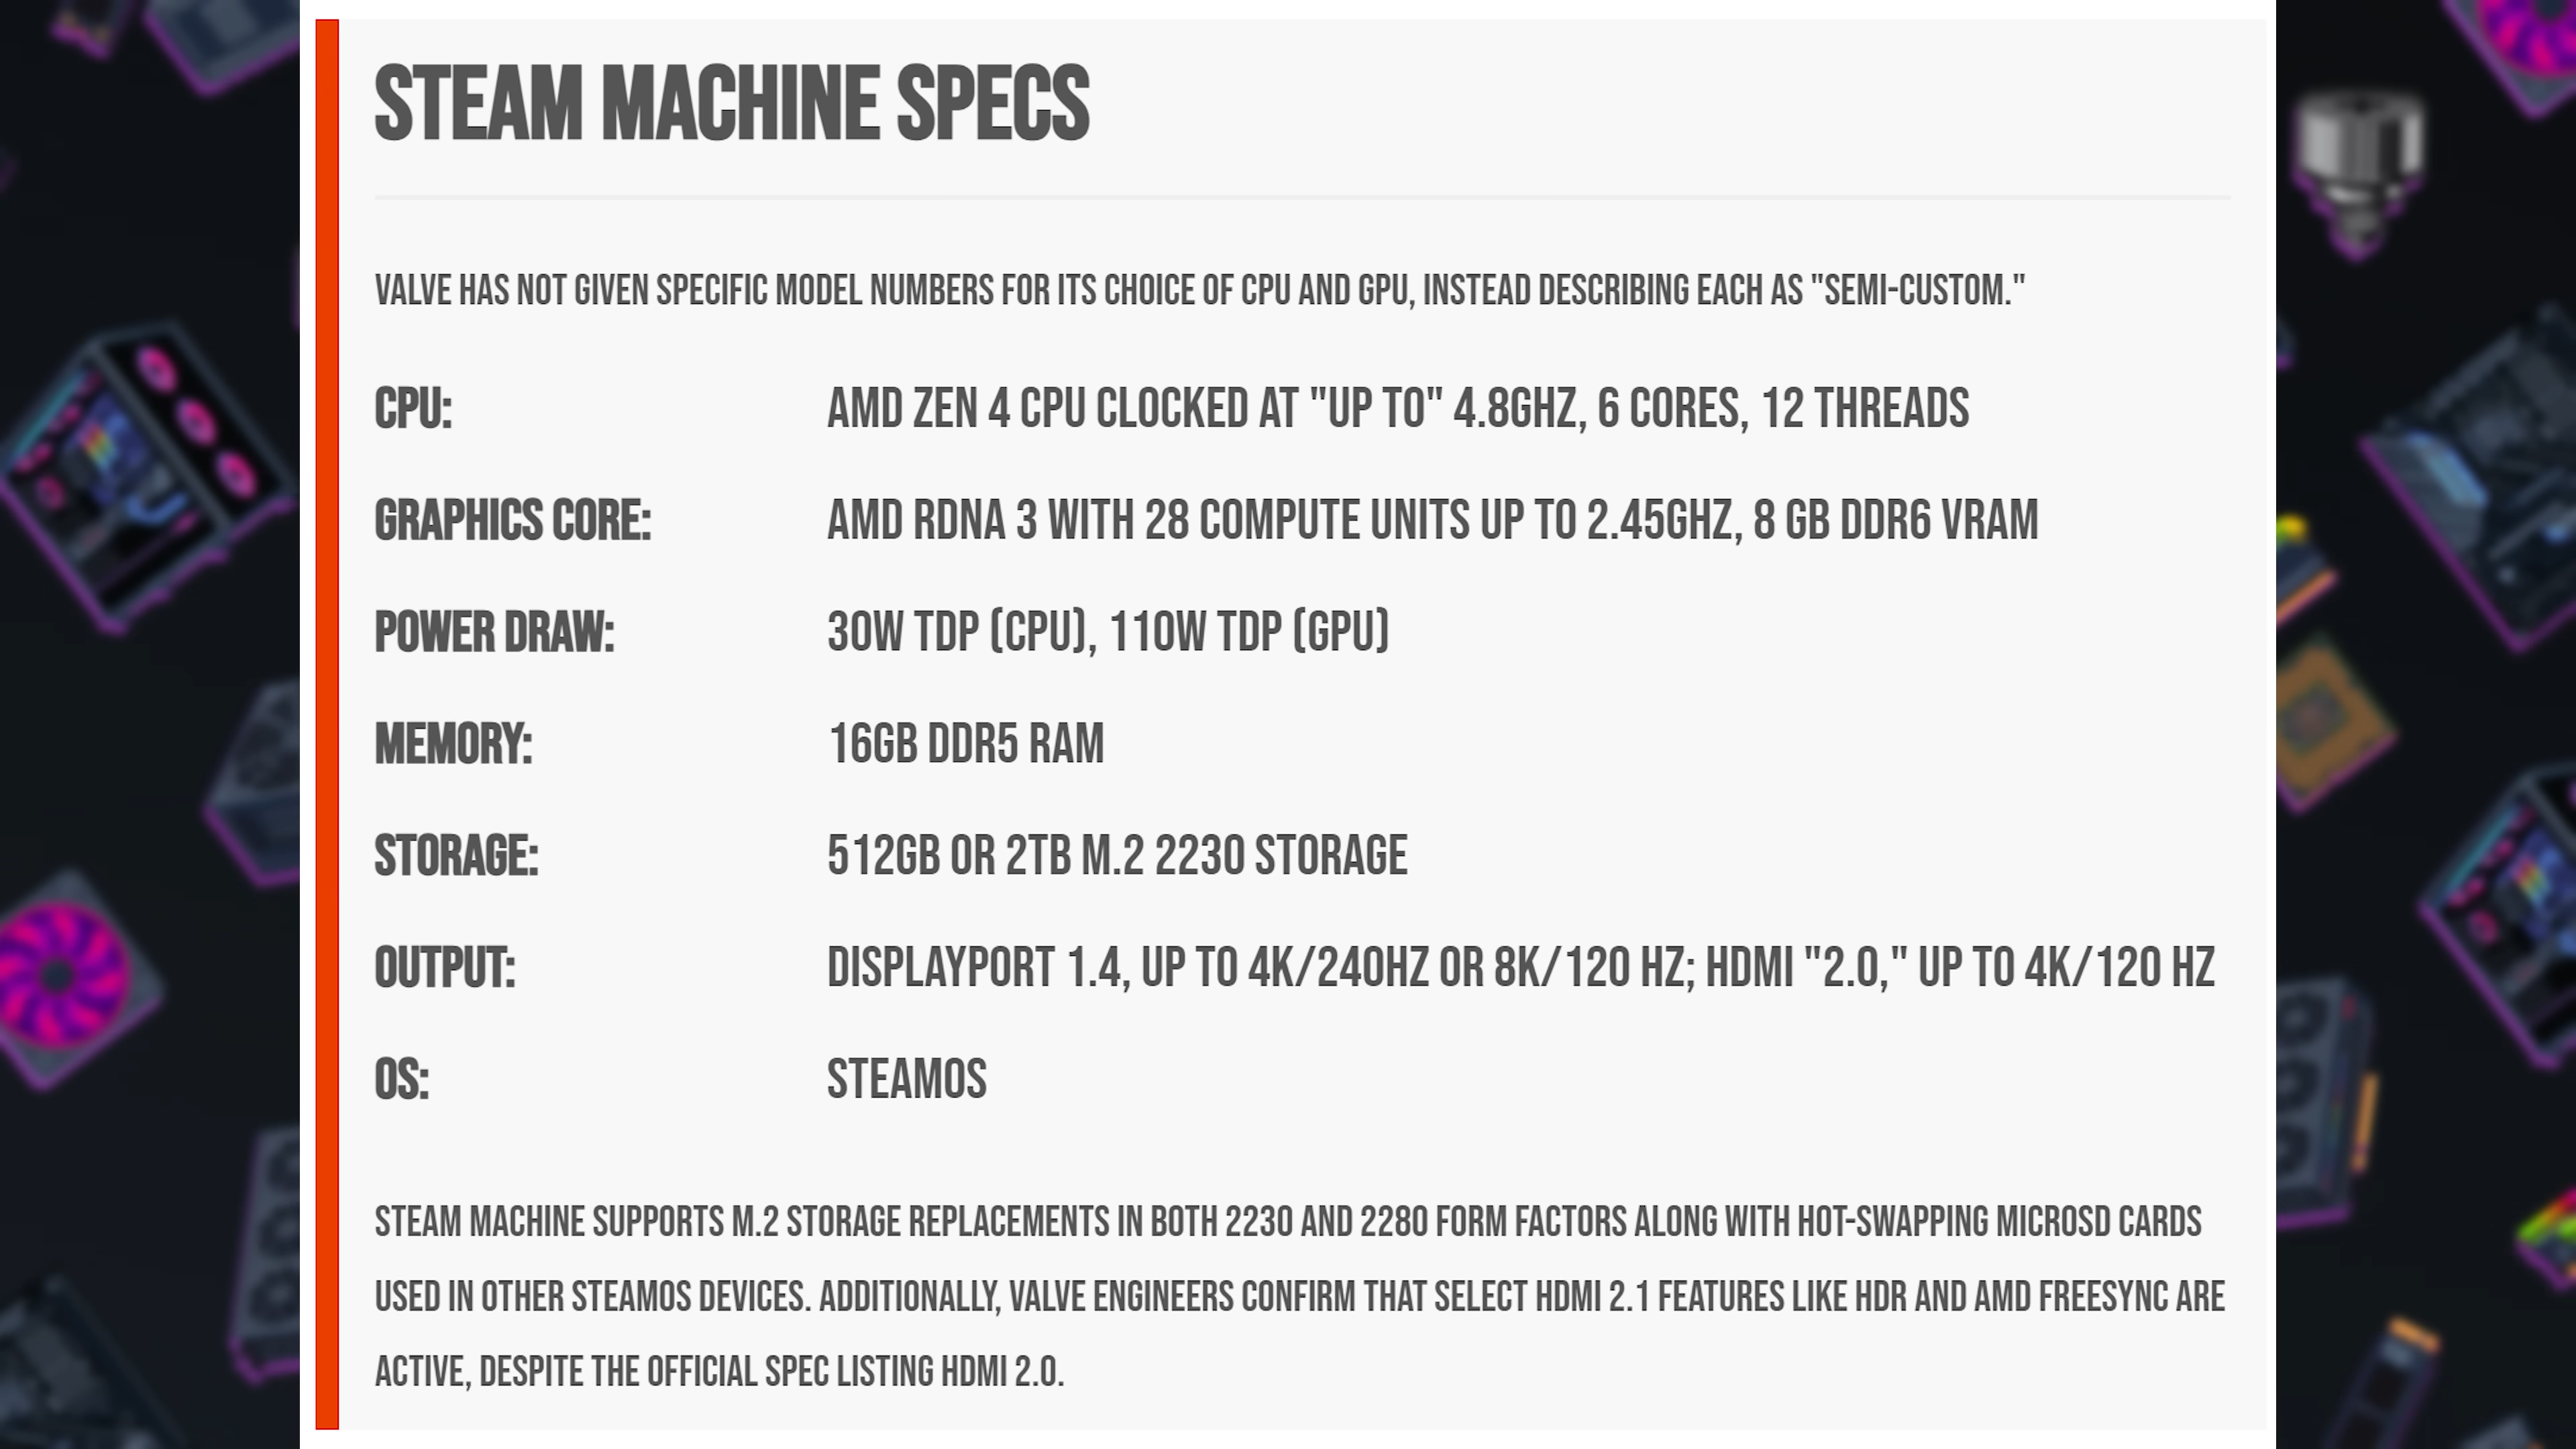 STEAM MACHINE SPECS
VALVE HAS NOT GIVEN SPECIFIC MODEL NUMBERS FOR ITS CHOICE OF CPU AND GPU, INSTEAD DESCRIBING EACH AS "SEMI-CUSTOM."
CPU: AMD ZEN 4 CPU CLOCKED AT "UP TO" 4.8GHZ, 6 CORES, 12 THREADS
GRAPHICS CORE: AMD RDNA 3 WITH 28 COMPUTE UNITS UP TO 2.45GHZ, 8 GB DDR6 VRAM
POWER DRAW: 30W TDP (CPU), 110W TDP (GPU)
MEMORY: 16GB DDR5 RAM
STORAGE: 512GB OR 2TB M.2 2230 STORAGE
OUTPUT: DISPLAYPORT 1.4, UP TO 4K/240HZ OR 8K/120 HZ; HDMI "2.0," UP TO 4K/120 HZ
OS: STEAMOS
STEAM MACHINE SUPPORTS M.2 STORAGE REPLACEMENTS IN BOTH 2230 AND 2280 FORM FACTORS ALONG WITH HOT-SWAPPING MICROSD CARDS
USED IN OTHER STEAMOS DEVICES. ADDITIONALLY, VALVE ENGINEERS CONFIRM THAT SELECT HDMI 2.1 FEATURES LIKE HDR AND AMD FREESYNC ARE
ACTIVE, DESPITE THE OFFICIAL SPEC LISTING HDMI 2.0.